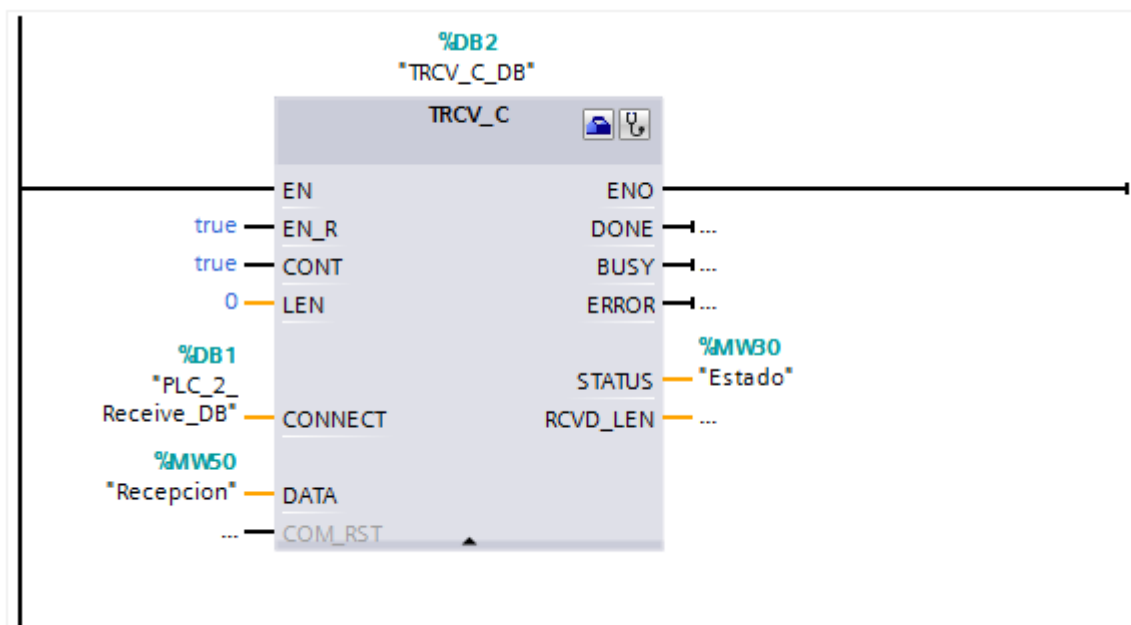 %DB2
"TRCV_C_DB"
TRCV_C
EN ENO
true EN_R DONE ...
true CONT BUSY ...
0 LEN ERROR ...
%DB1
"PLC_2_
Receive_DB" CONNECT
%MW30
STATUS "Estado"
RCVD_LEN ...
%MW50
"Recepcion" DATA
... COM_RST